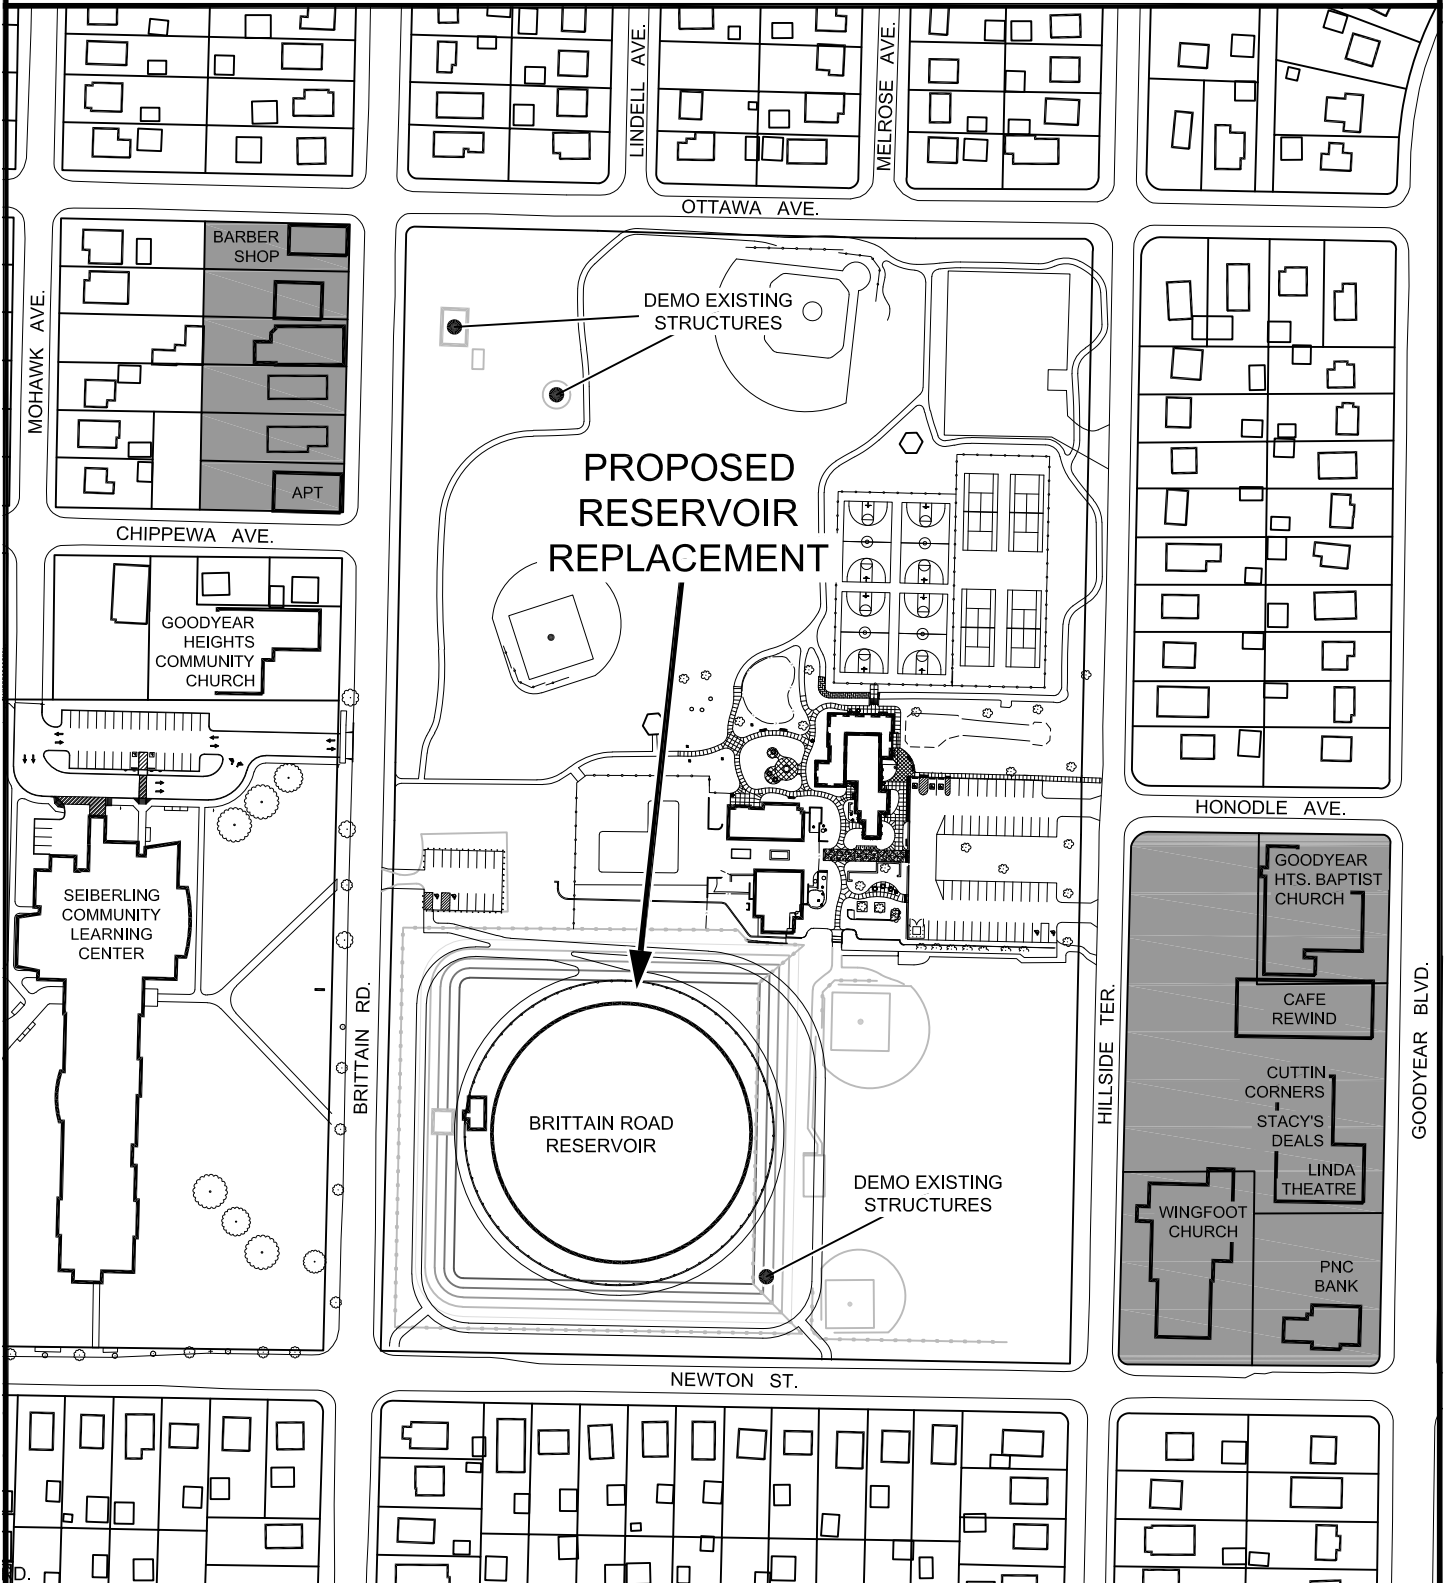 LINDELL AVE.
MELROSE AVE.
OTTAWA AVE.
BARBER
SHOP
MOHAWK AVE.
DEMO EXISTING
STRUCTURES
PROPOSED
RESERVOIR
REPLACEMENT
APT
CHIPPEWA AVE.
GOODYEAR
HEIGHTS
COMMUNITY
CHURCH
HONODLE AVE.
GOODYEAR
HTS. BAPTIST
CHURCH
SEIBERLING
COMMUNITY
LEARNING
CENTER
CAFE
REWIND
BRITTAIN RD.
HILLSIDE TER.
GOODYEAR BLVD.
CUTTIN
CORNERS
STACY'S
DEALS
LINDA
THEATRE
BRITTAIN ROAD
RESERVOIR
DEMO EXISTING
STRUCTURES
WINGFOOT
CHURCH
PNC
BANK
NEWTON ST.